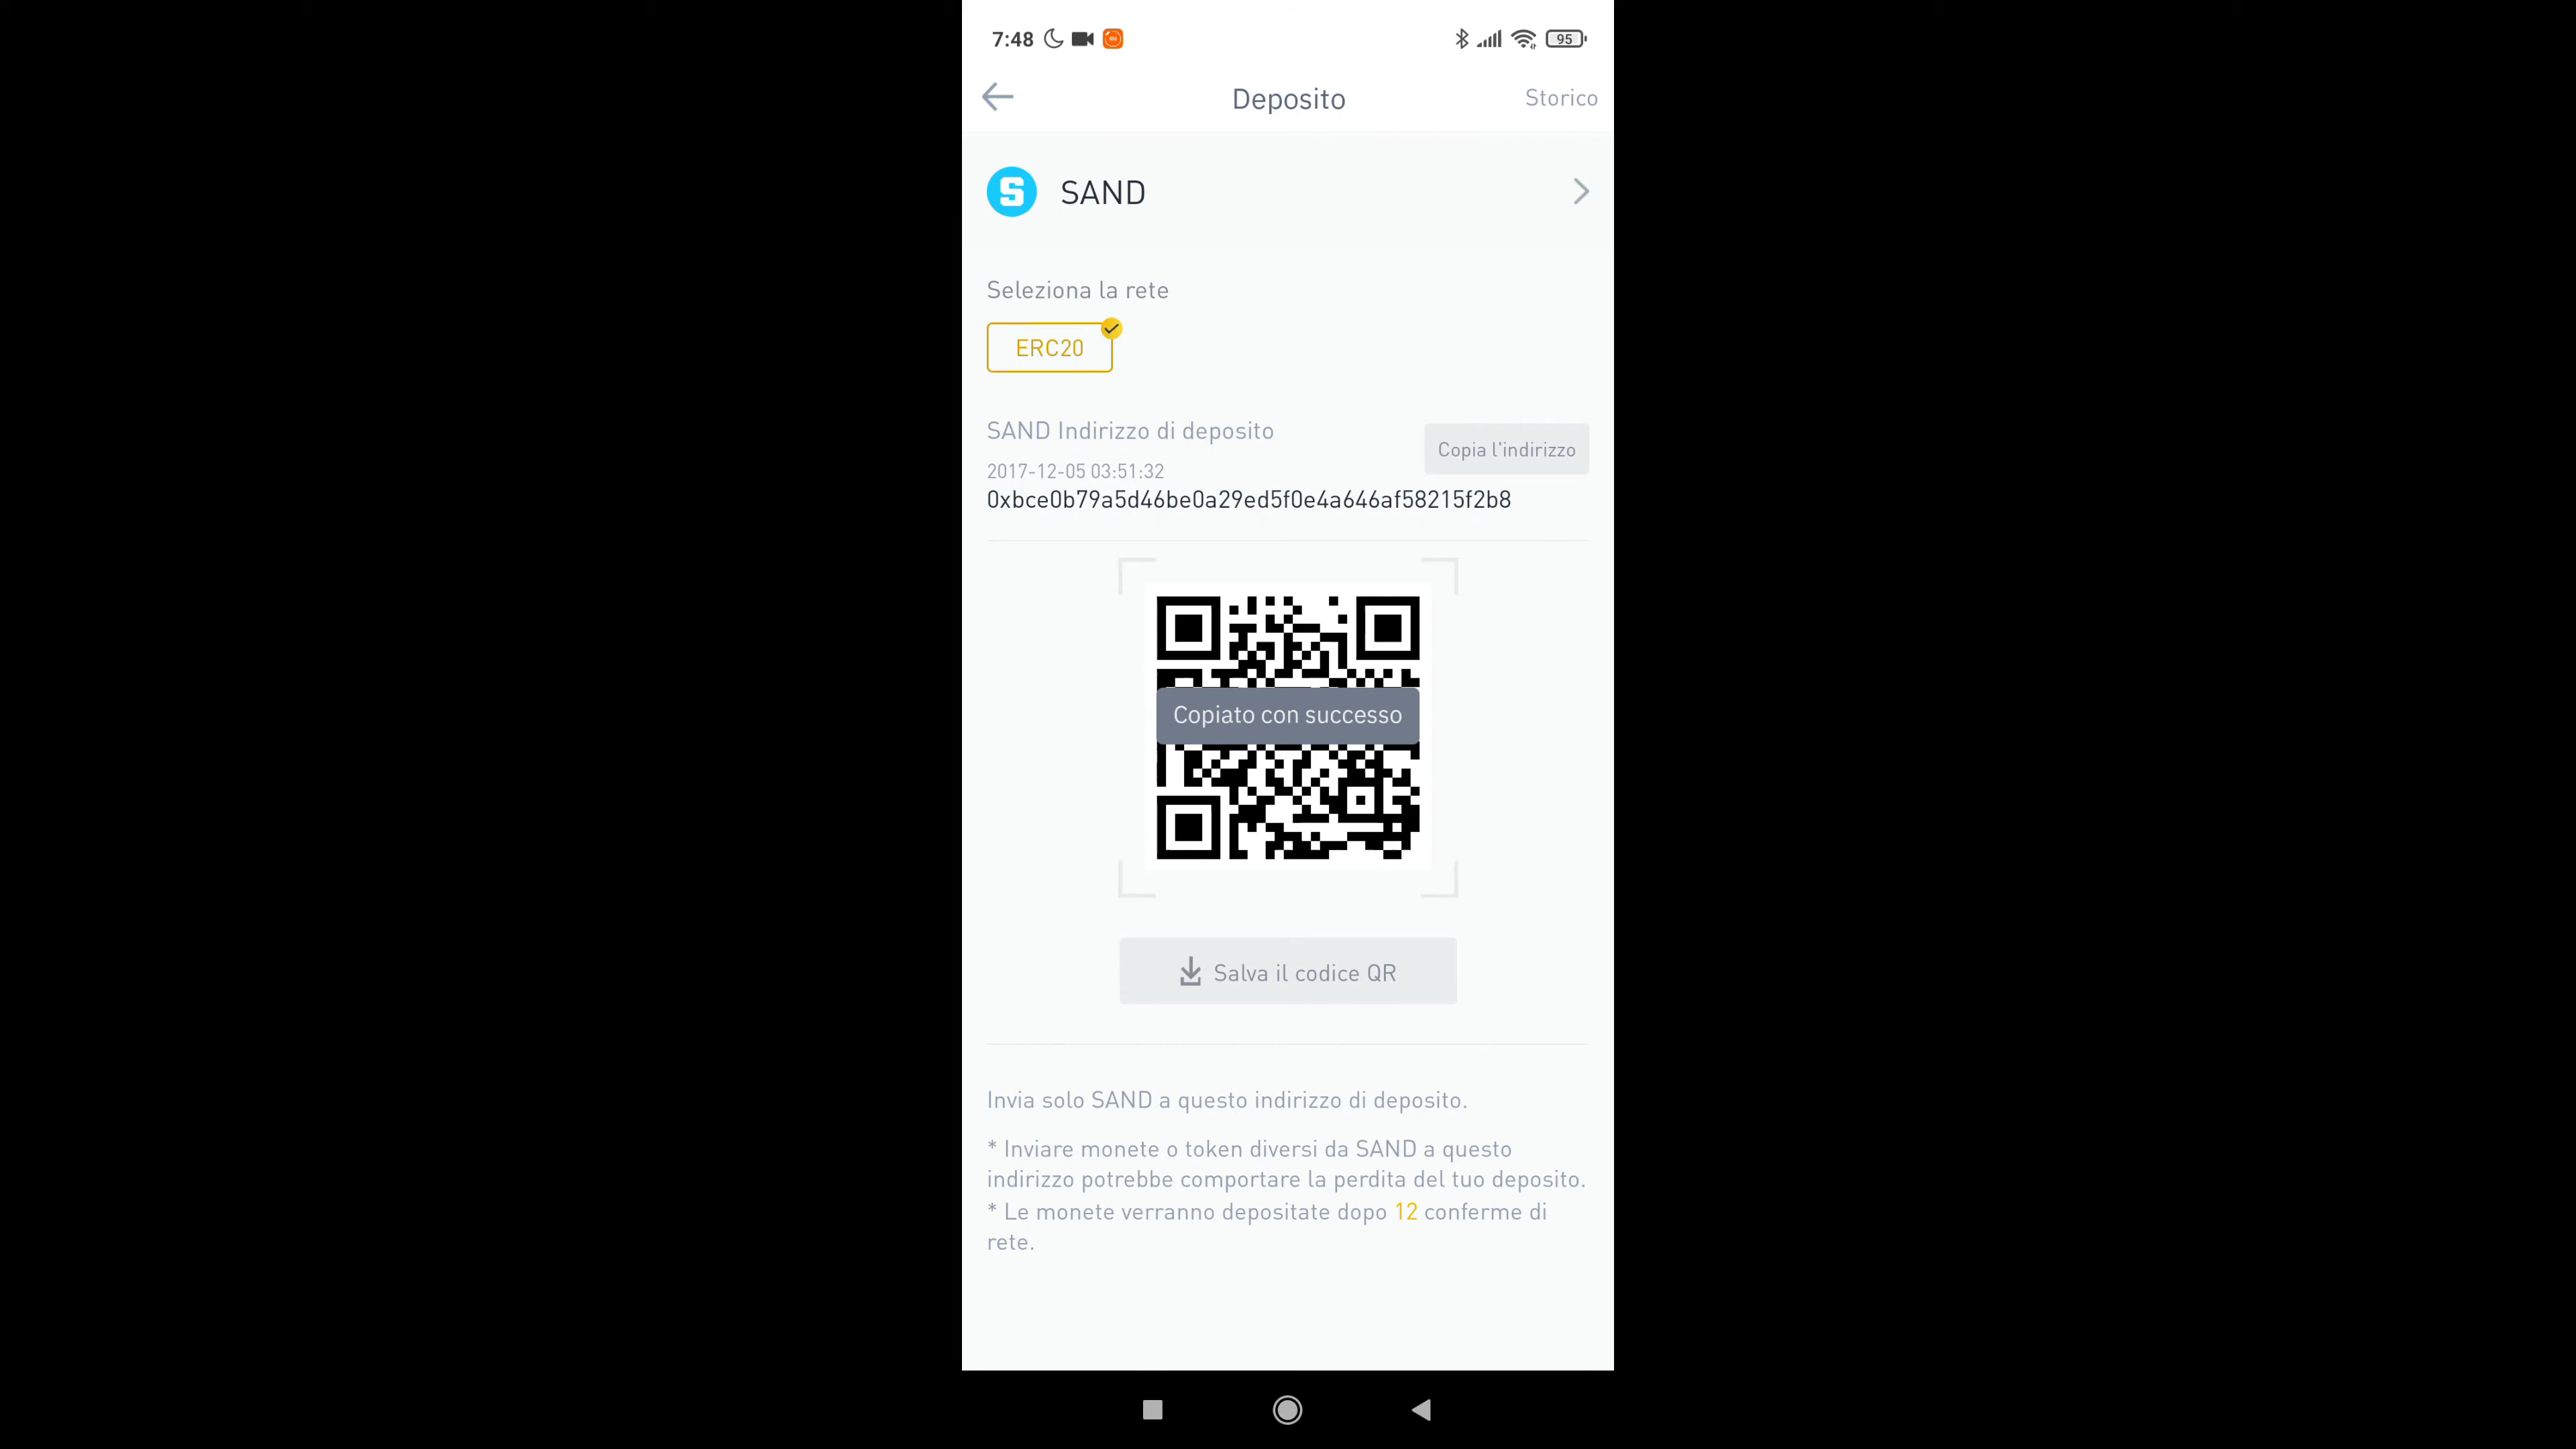 7:48
95
Deposito
Storico
SAND
Seleziona la rete
ERC20
SAND Indirizzo di deposito
Copia l'indirizzo
2017-12-05 03:51:32
0xbce0b79a5d46be0a29ed5f0e4a646af58215f2b8
Copiato con successo
Salva il codice QR
Invia solo SAND a questo indirizzo di deposito.
* Inviare monete o token diversi da SAND a questo
indirizzo potrebbe comportare la perdita del tuo deposito.
* Le monete verranno depositate dopo 12 conferme di
rete.